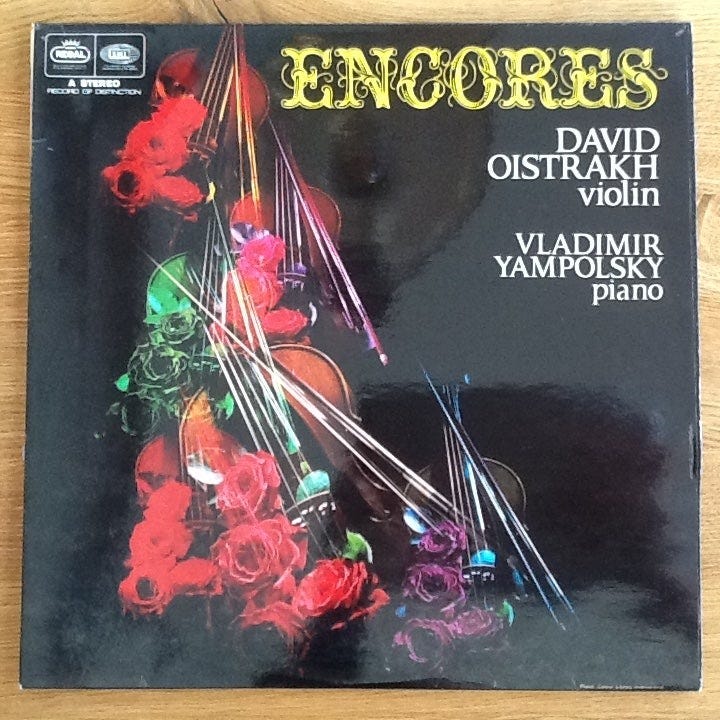 REGAL
EMI
A STEREO
RECORD OF DISTINCTION
ENCORES
DAVID
OISTRAKH
violin
VLADIMIR
YAMPOLSKY
piano